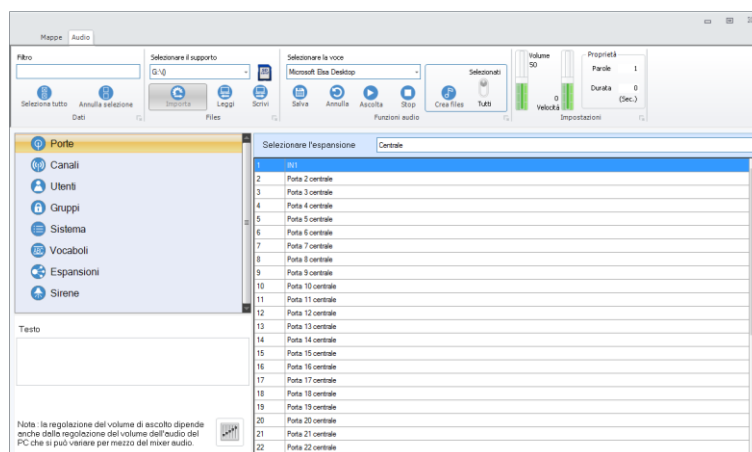 Mappe Audio
Filtro
Selezionare il supporto
Selezionare la voce
Volume
50
Proprietà
G:\()
Microsoft Elsa Desktop
Selezionati
Parole 1
Durata 0
(Sec.)
0
Velocità
Seleziona tutto Annulla selezione
Importa Leggi Scrivi
Salva Annulla Ascolta Stop
Crea files Tutti
Dati
Files
Funzioni audio
Impostazioni
Porte
Canali
Utenti
Gruppi
Sistema
Vocaboli
Espansioni
Sirene
Testo
Nota : la regolazione del volume di ascolto dipende
anche dalla regolazione del volume dell'audio del
PC che si può variare per mezzo del mixer audio.
Selezionare l'espansione Centrale
1 IN1
2 Porta 2 centrale
3 Porta 3 centrale
4 Porta 4 centrale
5 Porta 5 centrale
6 Porta 6 centrale
7 Porta 7 centrale
8 Porta 8 centrale
9 Porta 9 centrale
10 Porta 10 centrale
11 Porta 11 centrale
12 Porta 12 centrale
13 Porta 13 centrale
14 Porta 14 centrale
15 Porta 15 centrale
16 Porta 16 centrale
17 Porta 17 centrale
18 Porta 18 centrale
19 Porta 19 centrale
20 Porta 20 centrale
21 Porta 21 centrale
22 Porta 22 centrale